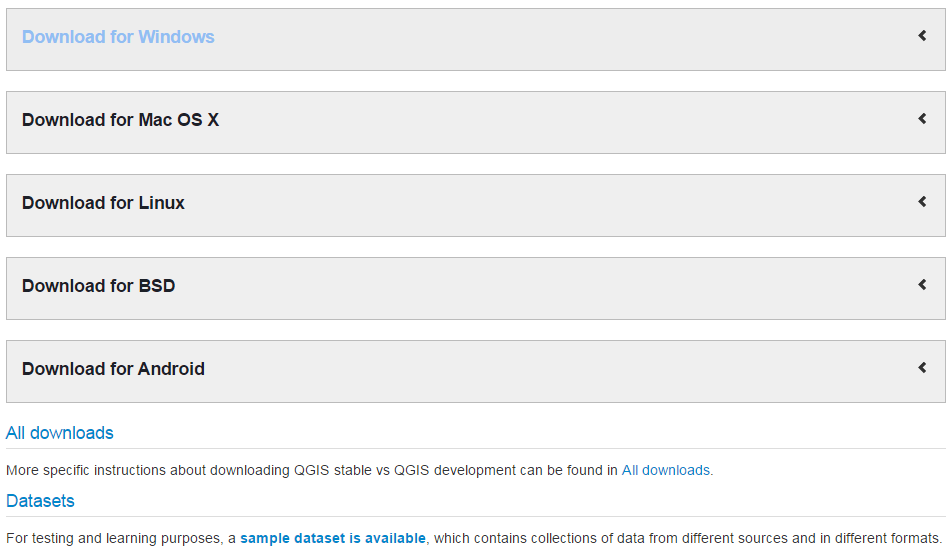 Download for Windows
Download for Mac OS X
Download for Linux
Download for BSD
Download for Android
All downloads
More specific instructions about downloading QGIS stable vs QGIS development can be found in All downloads.
Datasets
For testing and learning purposes, a sample dataset is available, which contains collections of data from different sources and in different formats.